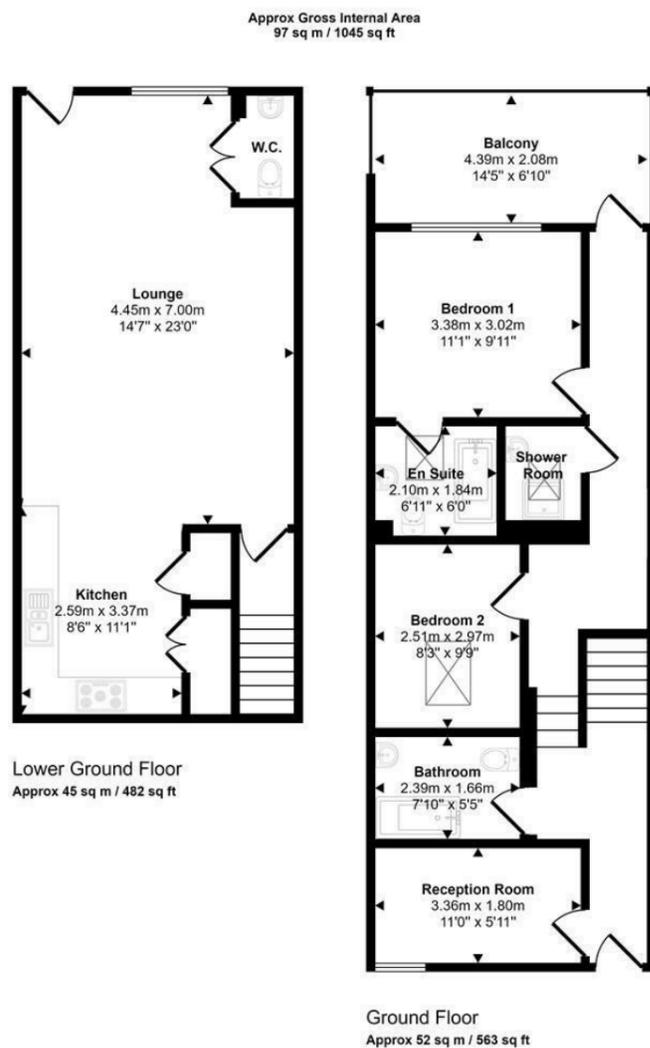 Approx Gross Internal Area
97 sq m / 1045 sq ft
W.C.
Lounge
4.45m x 7.00m
14'7" x 23'0"
Kitchen
2.59m x 3.37m
8'6" x 11'1"
Lower Ground Floor
Approx 45 sq m / 482 sq ft
Balcony
4.39m x 2.08m
14'5" x 6'10"
Bedroom 1
3.38m x 3.02m
11'1" x 9'11"
En Suite
2.10m x 1.84m
6'11" x 6'0"
Shower
Room
Bedroom 2
2.51m x 2.97m
8'3" x 9'9"
Bathroom
2.39m x 1.66m
7'10" x 5'5"
Reception Room
3.36m x 1.80m
11'0" x 5'11"
Ground Floor
Approx 52 sq m / 563 sq ft